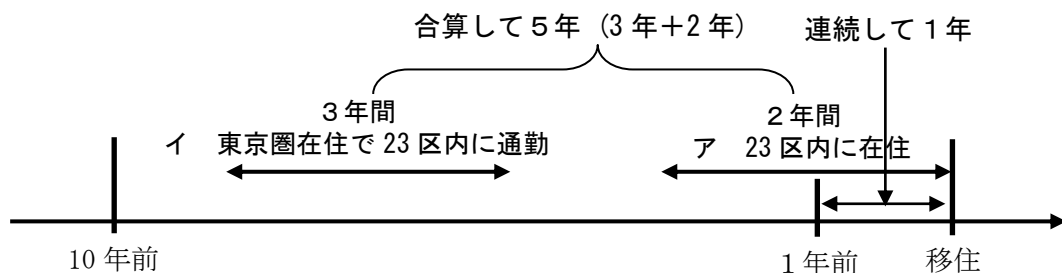 合算して５年（3年＋2年） 連続して１年
３年間 ２年間
イ 東京圏在住で 23 区内に通勤 ア 23 区内に在住
10 年前 1 年前 移住